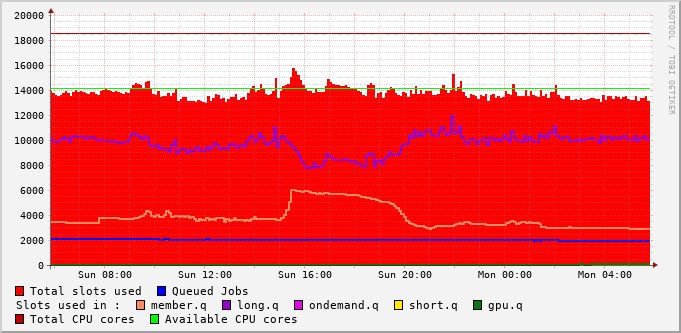 RRDTOOL / TOBI OETIKER
20000
18000
16000
14000
12000
10000
8000
6000
4000
2000
0
Sun 08:00 Sun 12:00 Sun 16:00 Sun 20:00 Mon 00:00 Mon 04:00
Total slots used Queued Jobs
Slots used in : member.q long.q ondemand.q short.q gpu.q
Total CPU cores Available CPU cores